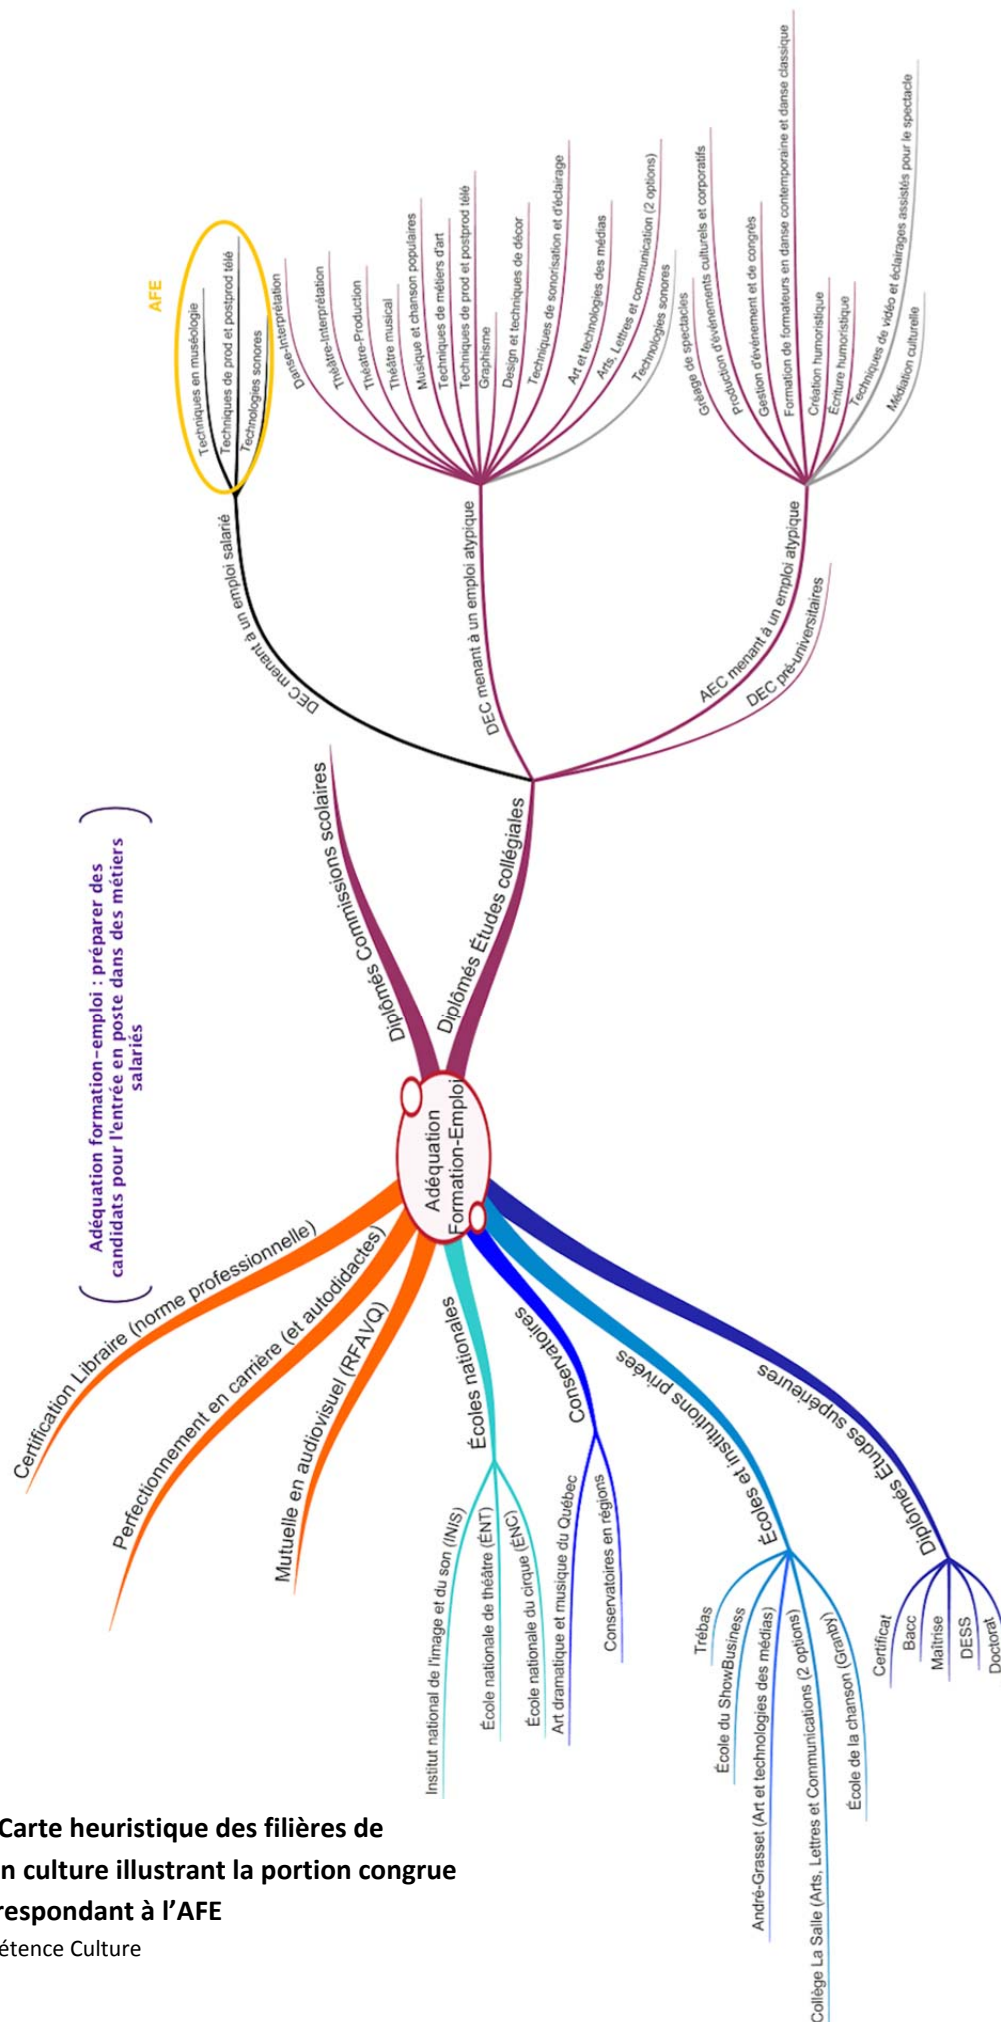 Adéquation formation-emploi : préparer des
candidats pour l'entrée en poste dans des métiers
salariés
AFE
Adéquation
Formation-Emploi
Diplômés Commissions scolaires
Diplômés Études collégiales
DEC menant à un emploi salarié
Techniques en muséologie
Techniques de prod et postprod télé
Technologies sonores
DEC menant à un emploi atypique
Danse-Interprétation
Théâtre-Interprétation
Théâtre-Production
Théâtre musical
Musique et chanson populaires
Techniques de métiers d'art
Techniques de prod et postprod télé
Graphisme
Design et techniques de décor
Techniques de sonorisation et d'éclairage
Art et technologies des médias
Arts, Lettres et communication (2 options)
Technologies sonores
AEC menant à un emploi atypique
Gréage de spectacles
Production d'événements culturels et corporatifs
Gestion d'événement et de congrès
Formation de formateurs en danse contemporaine et danse classique
Création humoristique
Écriture humoristique
Techniques de vidéo et éclairages assistés pour le spectacle
Médiation culturelle
DEC pré-universitaires
Certification Libraire (norme professionnelle)
Perfectionnement en carrière (et autodidactes)
Mutuelle en audiovisuel (RFAVQ)
Écoles nationales
Institut national de l'image et du son (INIS)
École nationale de théâtre (ÉNT)
École nationale du cirque (ÉNC)
Conservatoires
Art dramatique et musique du Québec
Conservatoires en régions
Écoles et institutions privées
Trébas
École du ShowBusiness
André-Grasset (Art et technologies des médias)
Collège La Salle (Arts, Lettres et Communications (2 options)
École de la chanson (Granby)
Diplômés Études supérieures
Certificat
Bacc
Maîtrise
DESS
Doctorat
Carte heuristique des filières de
n culture illustrant la portion congrue
respondant à l'AFE
étence Culture